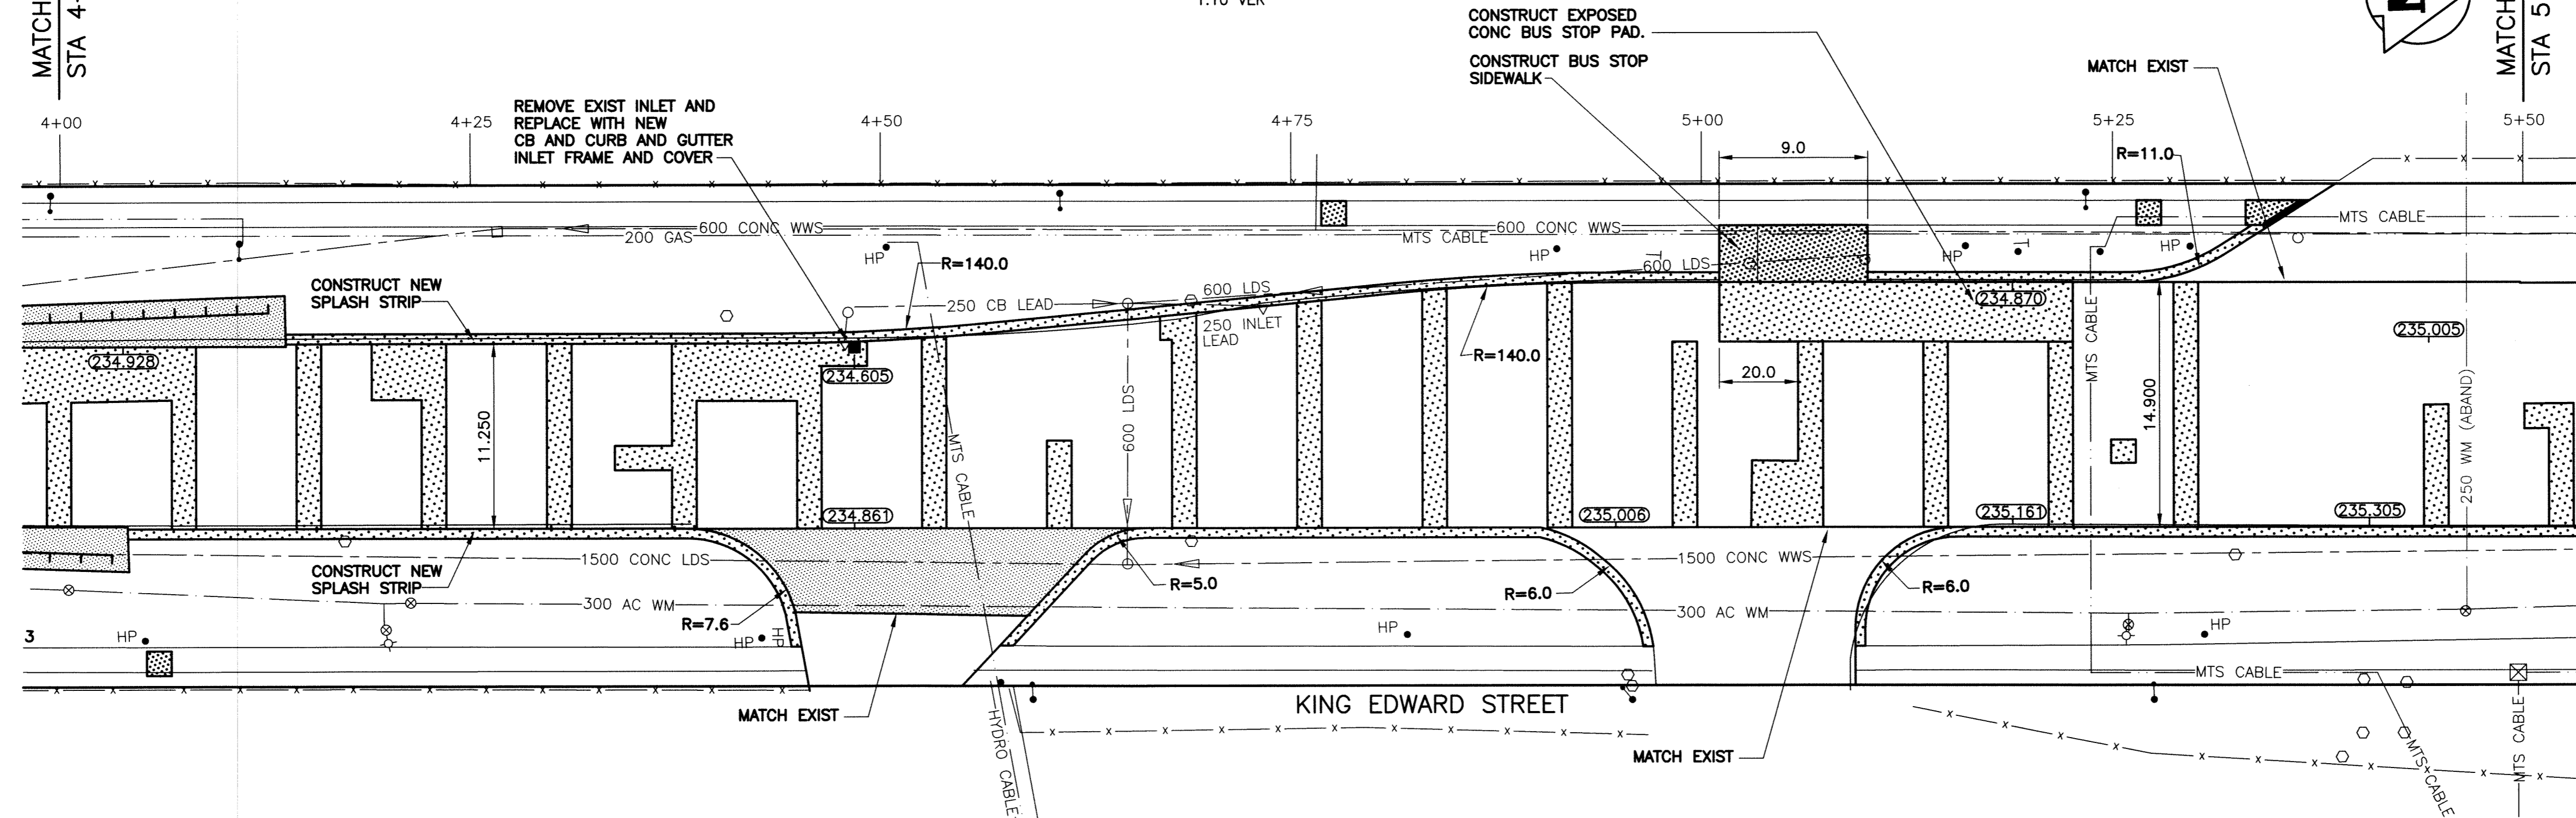 MATCH
STA 4+
1:10 VER
CONSTRUCT EXPOSED
CONC BUS STOP PAD.
CONSTRUCT BUS STOP
SIDEWALK
MATCH EXIST
MATCH
STA 5
REMOVE EXIST INLET AND
REPLACE WITH NEW
CB AND CURB AND GUTTER
INLET FRAME AND COVER
4+00
4+25
4+50
4+75
5+00
5+25
5+50
9.0
R=11.0
600 CONC WWS
200 GAS
MTS CABLE
600 CONC WWS
MTS CABLE
HP
HP
HP
HP
T
T
R=140.0
600 LDS
CONSTRUCT NEW
SPLASH STRIP
600 LDS
250 CB LEAD
250 INLET
LEAD
234.870
235.005
234.928
234.605
R=140.0
20.0
MTS CABLE
14.900
250 WM (ABAND)
11.250
MTS CABLE
600 LDS
234.861
235.006
235.161
235.305
1500 CONC LDS
1500 CONC WWS
CONSTRUCT NEW
SPLASH STRIP
R=5.0
R=6.0
R=6.0
300 AC WM
300 AC WM
R=7.6
3
HP
HP
HP
HP
HP
MTS CABLE
MATCH EXIST
KING EDWARD STREET
HYDRO CABLE
MATCH EXIST
MTS CABLE
MTS CABLE